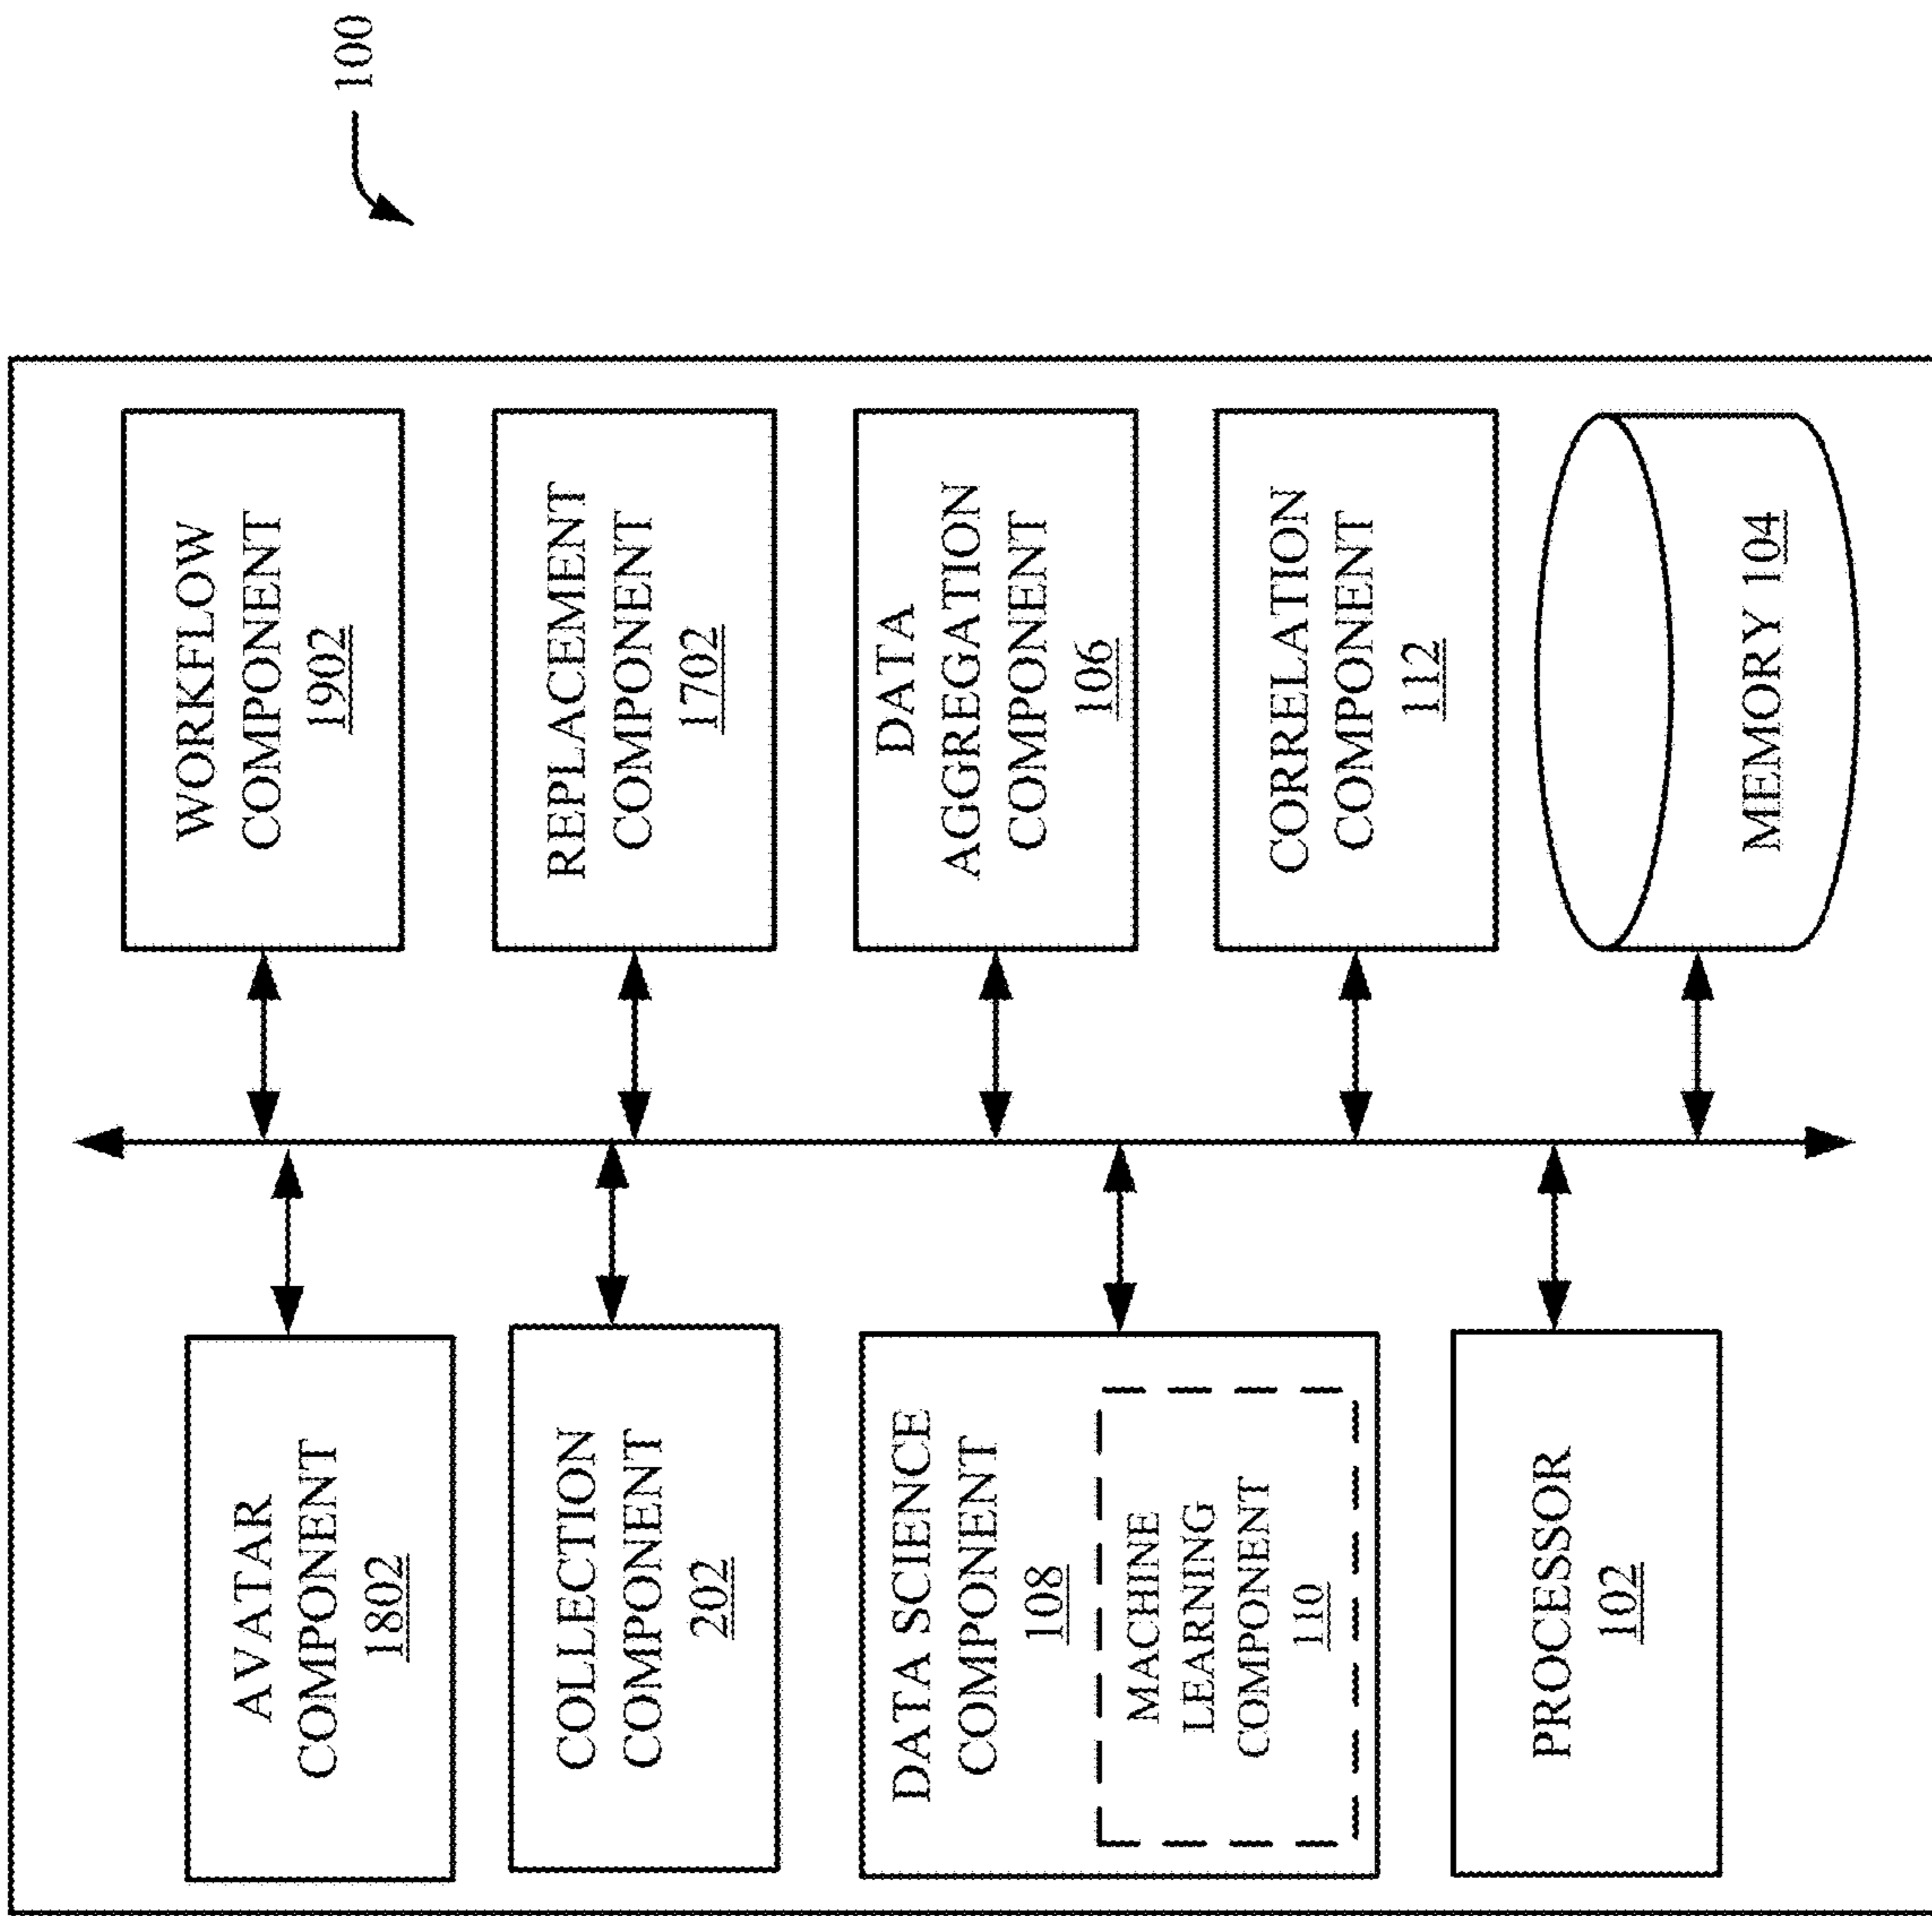 100
AVATAR
COMPONENT
1802
COLLECTION
COMPONENT
202
DATA SCIENCE
COMPONENT
108
MACHINE
LEARNING
COMPONENT
110
PROCESSOR
102
WORKFLOW
COMPONENT
1902
REPLACEMENT
COMPONENT
1702
DATA
AGGREGATION
COMPONENT
106
CORRELATION
COMPONENT
112
MEMORY 104